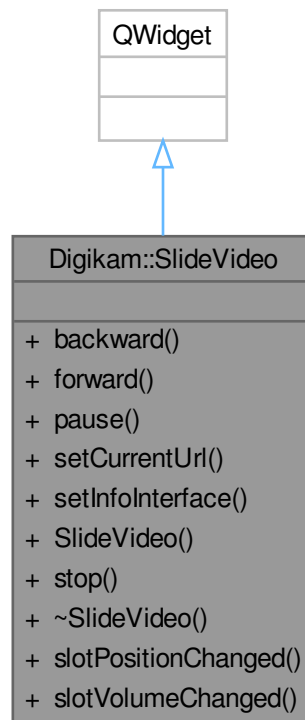 QWidget
Digikam::SlideVideo
+ backward()
+ forward()
+ pause()
+ setCurrentUrl()
+ setInfoInterface()
+ SlideVideo()
+ stop()
+ ~SlideVideo()
+ slotPositionChanged()
+ slotVolumeChanged()